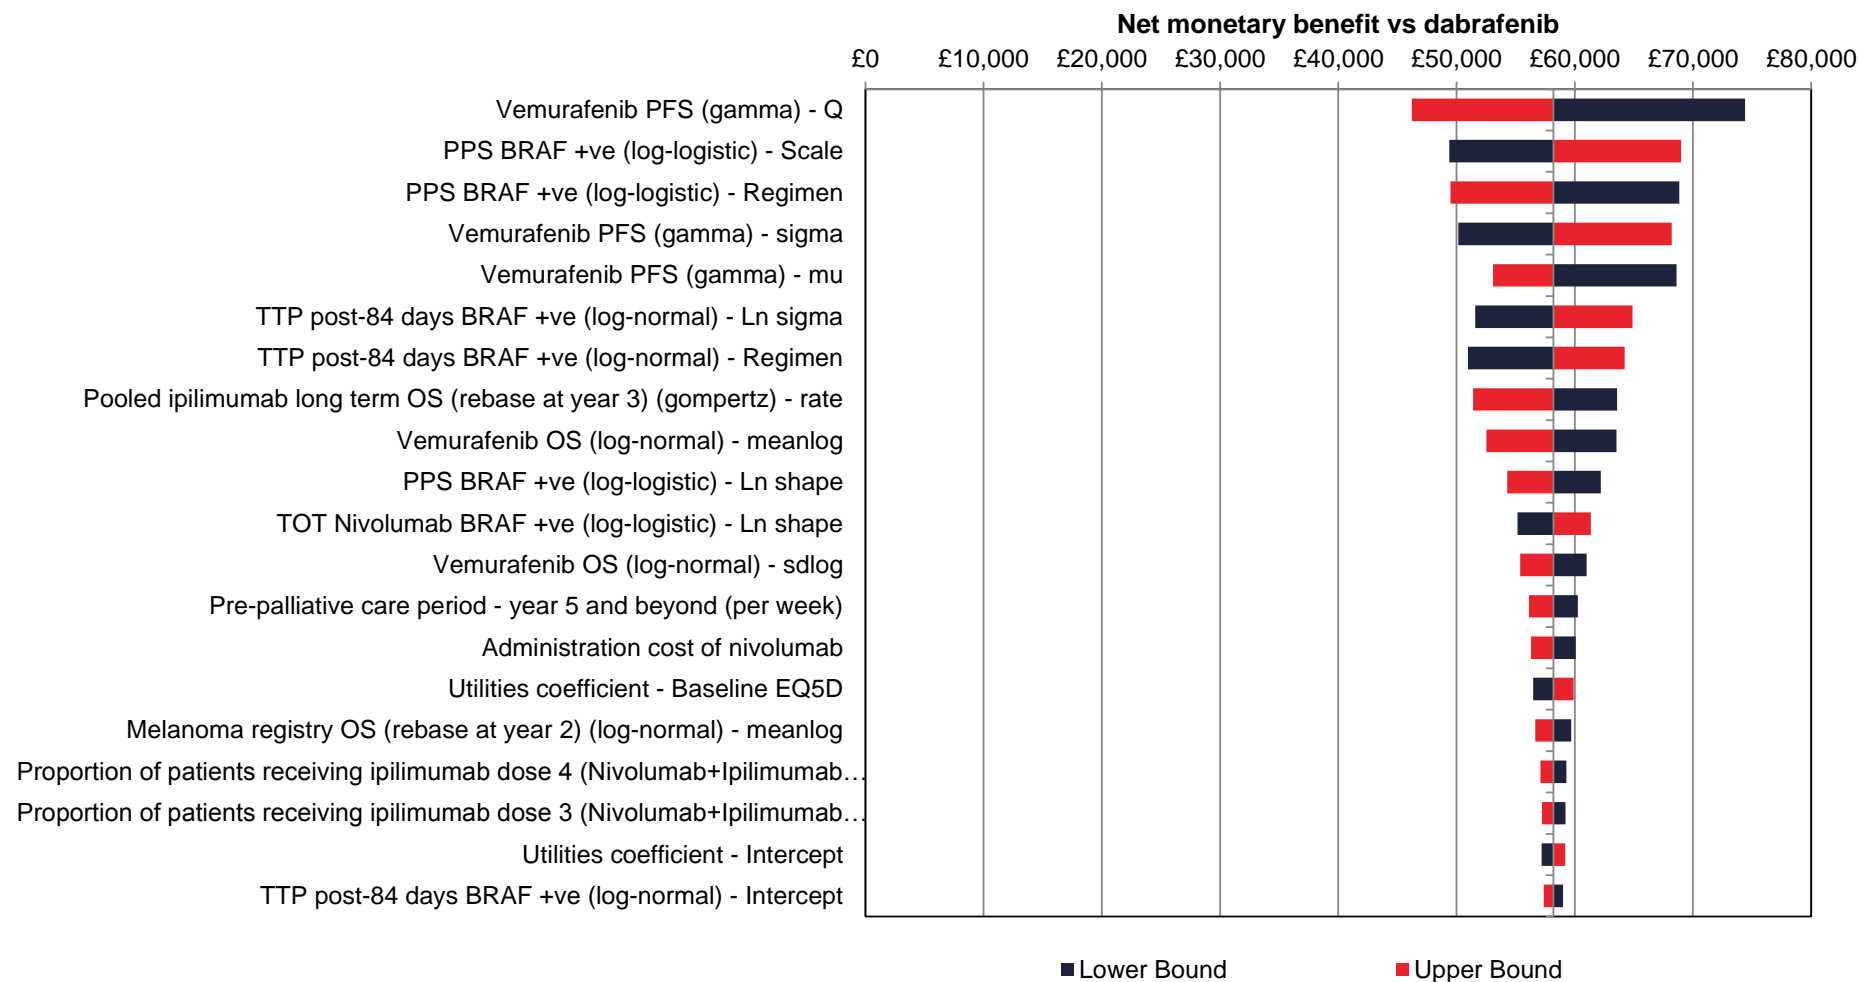 Net monetary benefit vs dabrafenib
£0 £10,000 £20,000 £30,000 £40,000 £50,000 £60,000 £70,000 £80,000
Vemurafenib PFS (gamma) - Q
PPS BRAF +ve (log-logistic) - Scale
PPS BRAF +ve (log-logistic) - Regimen
Vemurafenib PFS (gamma) - sigma
Vemurafenib PFS (gamma) - mu
TTP post-84 days BRAF +ve (log-normal) - Ln sigma
TTP post-84 days BRAF +ve (log-normal) - Regimen
Pooled ipilimumab long term OS (rebase at year 3) (gompertz) - rate
Vemurafenib OS (log-normal) - meanlog
PPS BRAF +ve (log-logistic) - Ln shape
TOT Nivolumab BRAF +ve (log-logistic) - Ln shape
Vemurafenib OS (log-normal) - sdlog
Pre-palliative care period - year 5 and beyond (per week)
Administration cost of nivolumab
Utilities coefficient - Baseline EQ5D
Melanoma registry OS (rebase at year 2) (log-normal) - meanlog
Proportion of patients receiving ipilimumab dose 4 (Nivolumab+Ipilimumab…
Proportion of patients receiving ipilimumab dose 3 (Nivolumab+Ipilimumab…
Utilities coefficient - Intercept
TTP post-84 days BRAF +ve (log-normal) - Intercept
Lower Bound Upper Bound